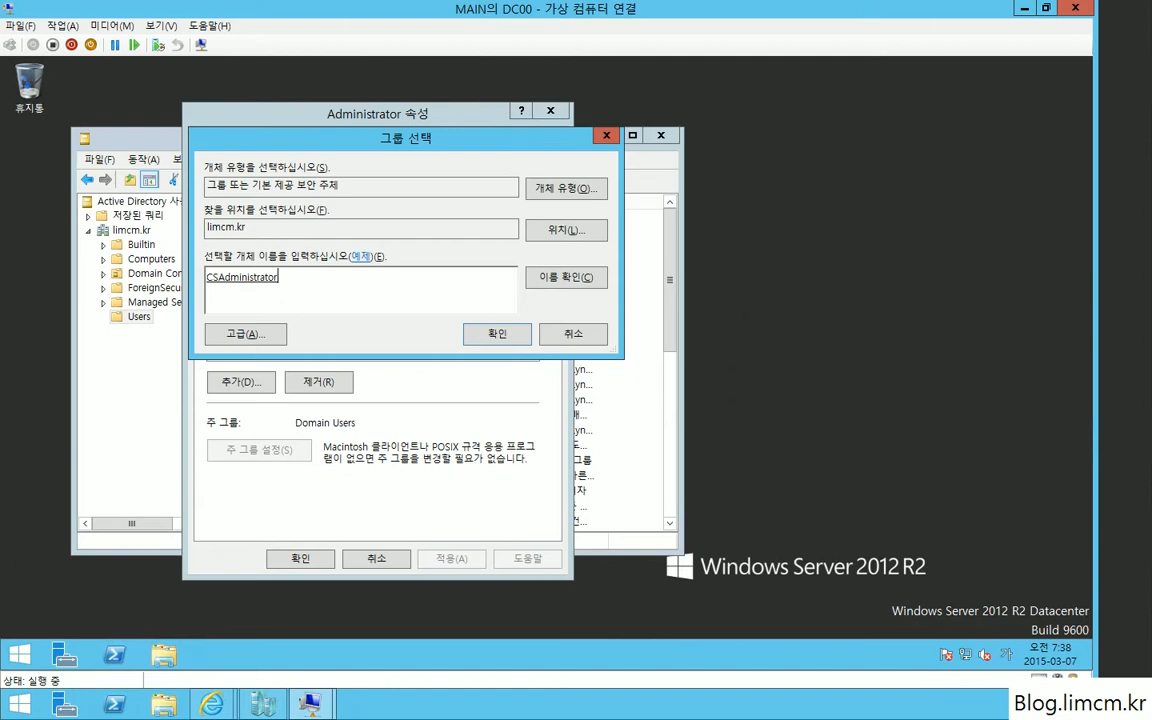 MAIN의 DC00 - 가상 컴퓨터 연결
파일(F) 작업(A) 미디어(M) 보기(V) 도움말(H)
휴지통
Administrator 속성
?
그룹 선택
파일(F) 동작(A) 보
개체 유형을 선택하십시오(S).
그룹 또는 기본 제공 보안 주체
개체 유형(O)...
찾을 위치를 선택하십시오(F).
limcm.kr
위치(L)...
선택할 개체 이름을 입력하십시오(예제)(E).
CSAdministrator
이름 확인(C)
고급(A)...
확인
취소
Active Directory 사
저장된 쿼리
limcm.kr
Builtin
Computers
Domain Con
ForeignSecu
Managed Se
Users
추가(D)...
제거(R)
주 그룹:
Domain Users
주 그룹 설정(S)
Macintosh 클라이언트나 POSIX 규격 응용 프로그
램이 없으면 주 그룹을 변경할 필요가 없습니다.
확인
취소
적용(A)
도움말
yn...
yn...
yn...
yn...
그룹
Windows Server 2012 R2
Windows Server 2012 R2 Datacenter
Build 9600
가
오전 7:38
2015-03-07
상태: 실행 중
Blog.limcm.kr